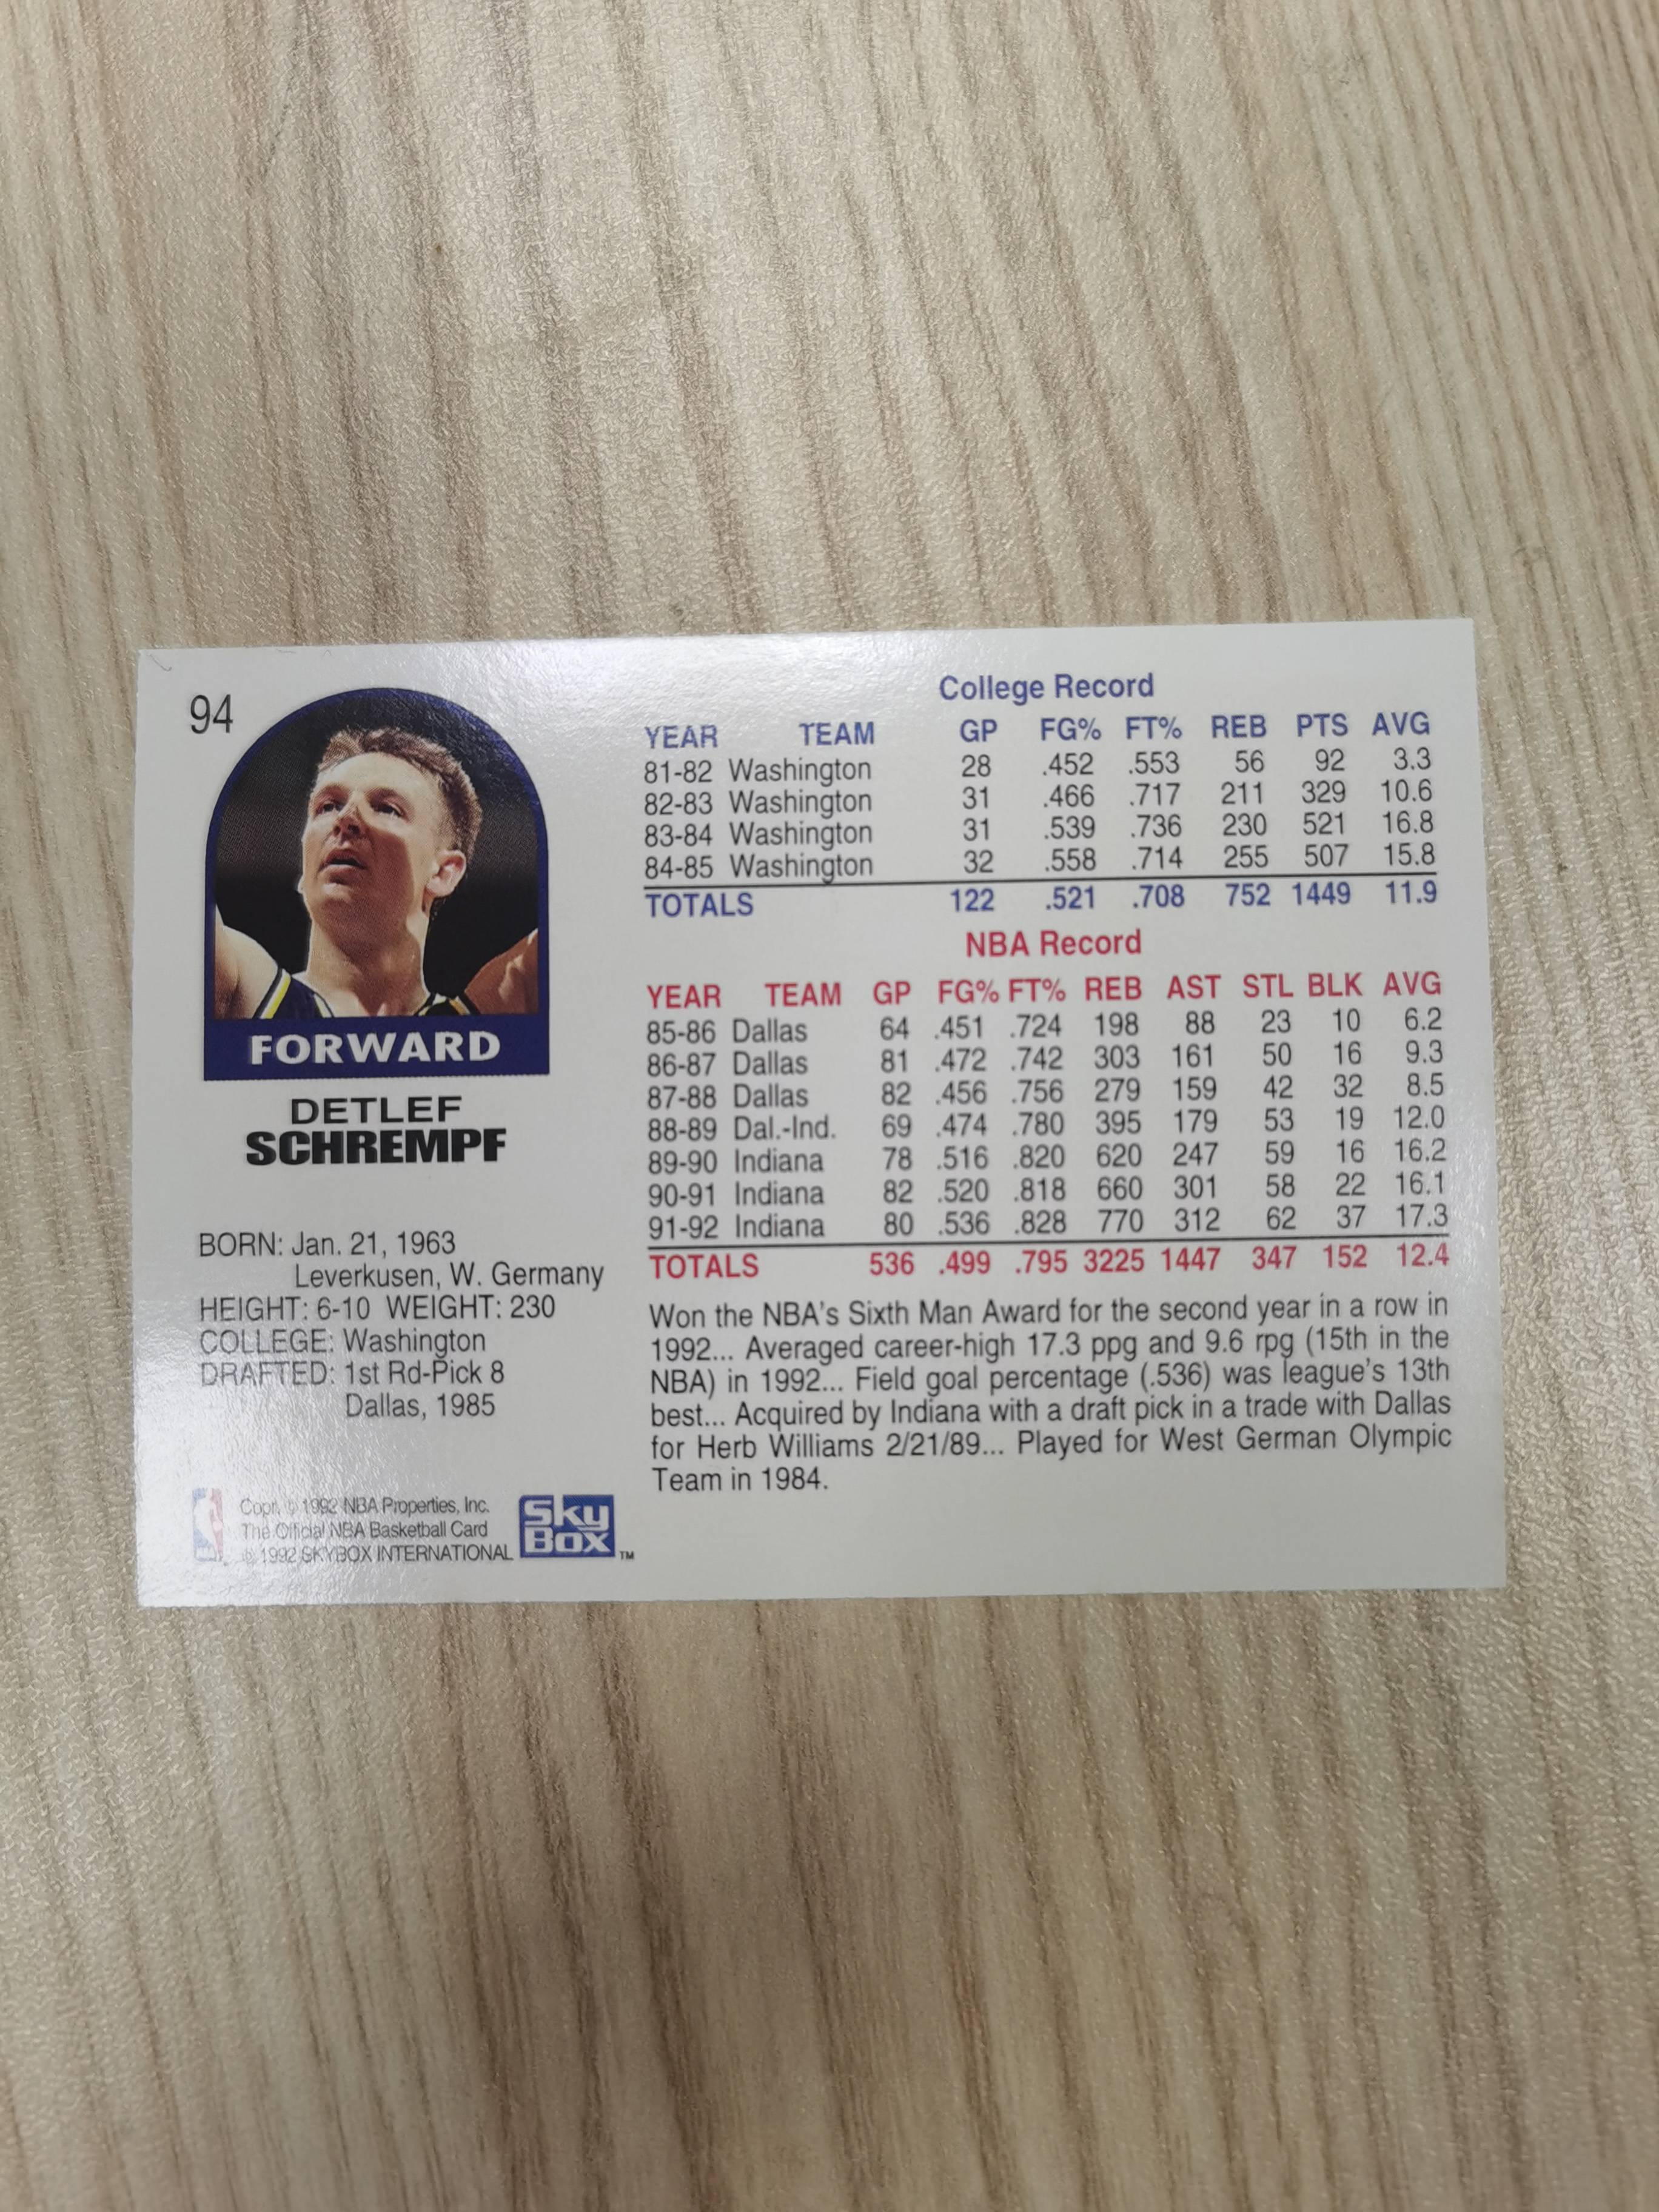 94
FORWARD
DETLEF
SCHREMPF
BORN: Jan. 21, 1963
Leverkusen, W. Germany
HEIGHT: 6-10 WEIGHT: 230
COLLEGE: Washington
DRAFTED: 1st Rd-Pick 8
Dallas, 1985
Copr. © 1992 NBA Properties, Inc.
The Official NBA Basketball Card
© 1992 SKYBOX INTERNATIONAL
Sky
Box
TM
College Record
YEAR TEAM GP FG% FT% REB PTS AVG
81-82 Washington 28 .452 .553 56 92 3.3
82-83 Washington 31 .466 .717 211 329 10.6
83-84 Washington 31 .539 .736 230 521 16.8
84-85 Washington 32 .558 .714 255 507 15.8
TOTALS 122 .521 .708 752 1449 11.9
NBA Record
YEAR TEAM GP FG% FT% REB AST STL BLK AVG
85-86 Dallas 64 .451 .724 198 88 23 10 6.2
86-87 Dallas 81 .472 .742 303 161 50 16 9.3
87-88 Dallas 82 .456 .756 279 159 42 32 8.5
88-89 Dal.-Ind. 69 .474 .780 395 179 53 19 12.0
89-90 Indiana 78 .516 .820 620 247 59 16 16.2
90-91 Indiana 82 .520 .818 660 301 58 22 16.1
91-92 Indiana 80 .536 .828 770 312 62 37 17.3
TOTALS 536 .499 .795 3225 1447 347 152 12.4
Won the NBA's Sixth Man Award for the second year in a row in
1992... Averaged career-high 17.3 ppg and 9.6 rpg (15th in the
NBA) in 1992... Field goal percentage (.536) was league's 13th
best... Acquired by Indiana with a draft pick in a trade with Dallas
for Herb Williams 2/21/89... Played for West German Olympic
Team in 1984.